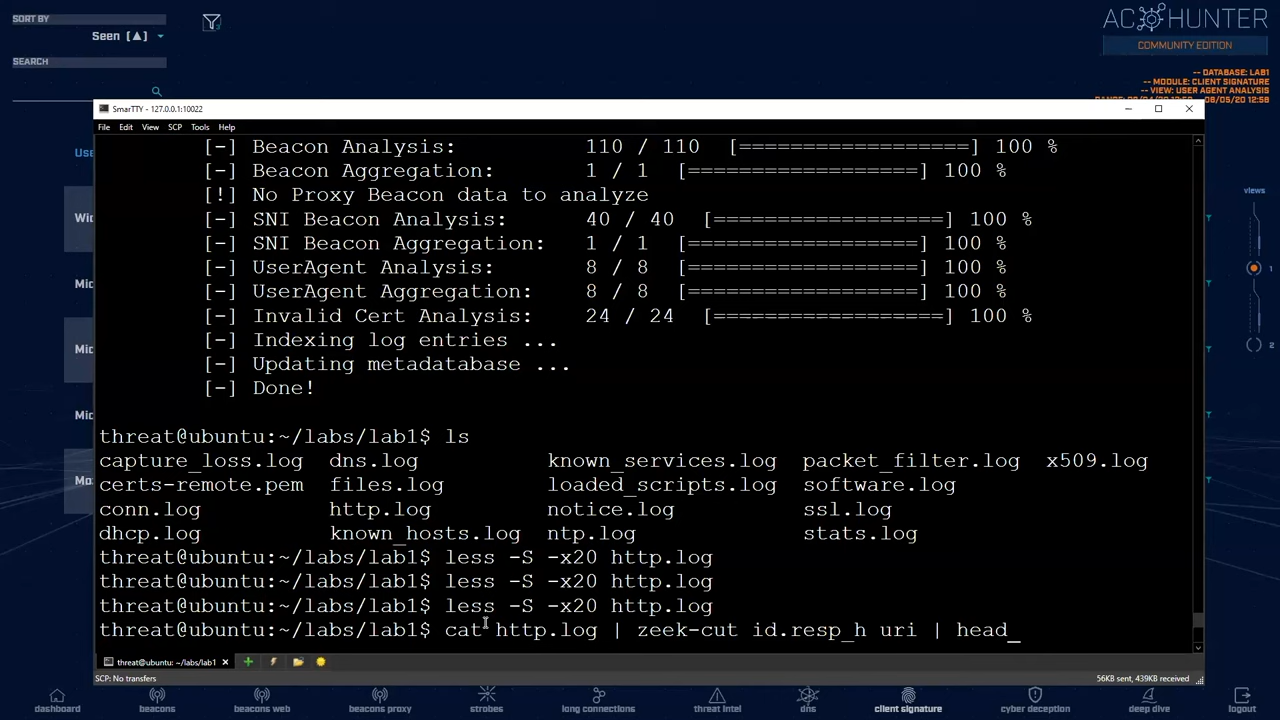 SORT BY
Seen [▲]
SEARCH
AC HUNTER
COMMUNITY EDITION
-- DATABASE: LAB1
-- MODULE: CLIENT SIGNATURE
-- VIEW: USER AGENT ANALYSIS
SmarTTY - 127.0.0.1:10022
File Edit View SCP Tools Help
[-] Beacon Analysis: 110 / 110 [==================] 100 %
[-] Beacon Aggregation: 1 / 1 [==================] 100 %
[!] No Proxy Beacon data to analyze
[-] SNI Beacon Analysis: 40 / 40 [==================] 100 %
[-] SNI Beacon Aggregation: 1 / 1 [==================] 100 %
[-] UserAgent Analysis: 8 / 8 [==================] 100 %
[-] UserAgent Aggregation: 8 / 8 [==================] 100 %
[-] Invalid Cert Analysis: 24 / 24 [==================] 100 %
[-] Indexing log entries ...
[-] Updating metadatabase ...
[-] Done!
threat@ubuntu:~/labs/lab1$ ls
capture_loss.log dns.log known_services.log packet_filter.log x509.log
certs-remote.pem files.log loaded_scripts.log software.log
conn.log http.log notice.log ssl.log
dhcp.log known_hosts.log ntp.log stats.log
threat@ubuntu:~/labs/lab1$ less -S -x20 http.log
threat@ubuntu:~/labs/lab1$ less -S -x20 http.log
threat@ubuntu:~/labs/lab1$ less -S -x20 http.log
threat@ubuntu:~/labs/lab1$ cat http.log | zeek-cut id.resp_h uri | head_
threat@ubuntu: ~/labs/lab1
SCP: No transfers
56KB sent, 439KB received
views
1
2
dashboard beacons beacons web beacons proxy strobes long connections threat intel dns client signature cyber deception deep dive logout